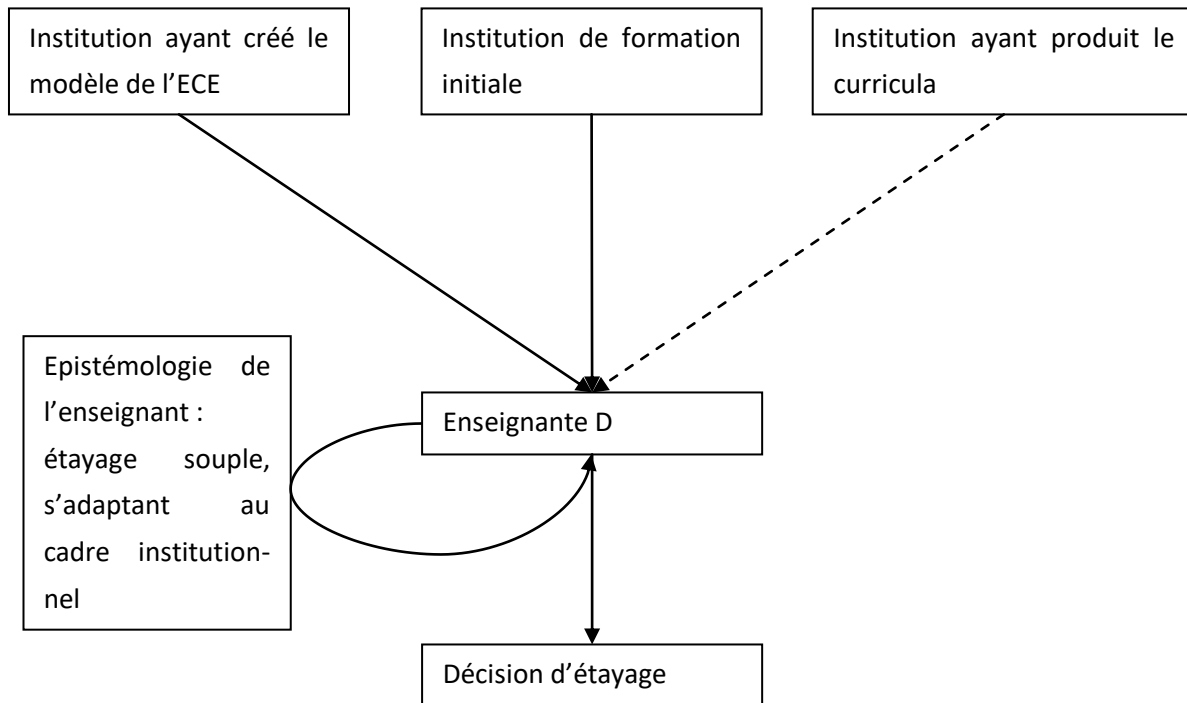 Institution ayant créé le
modèle de l’ECE
Institution de formation
initiale
Institution ayant produit le
curricula
Epistémologie de
l’enseignant :
étayage souple,
s’adaptant au
cadre institution-
nel
Enseignante D
Décision d’étayage